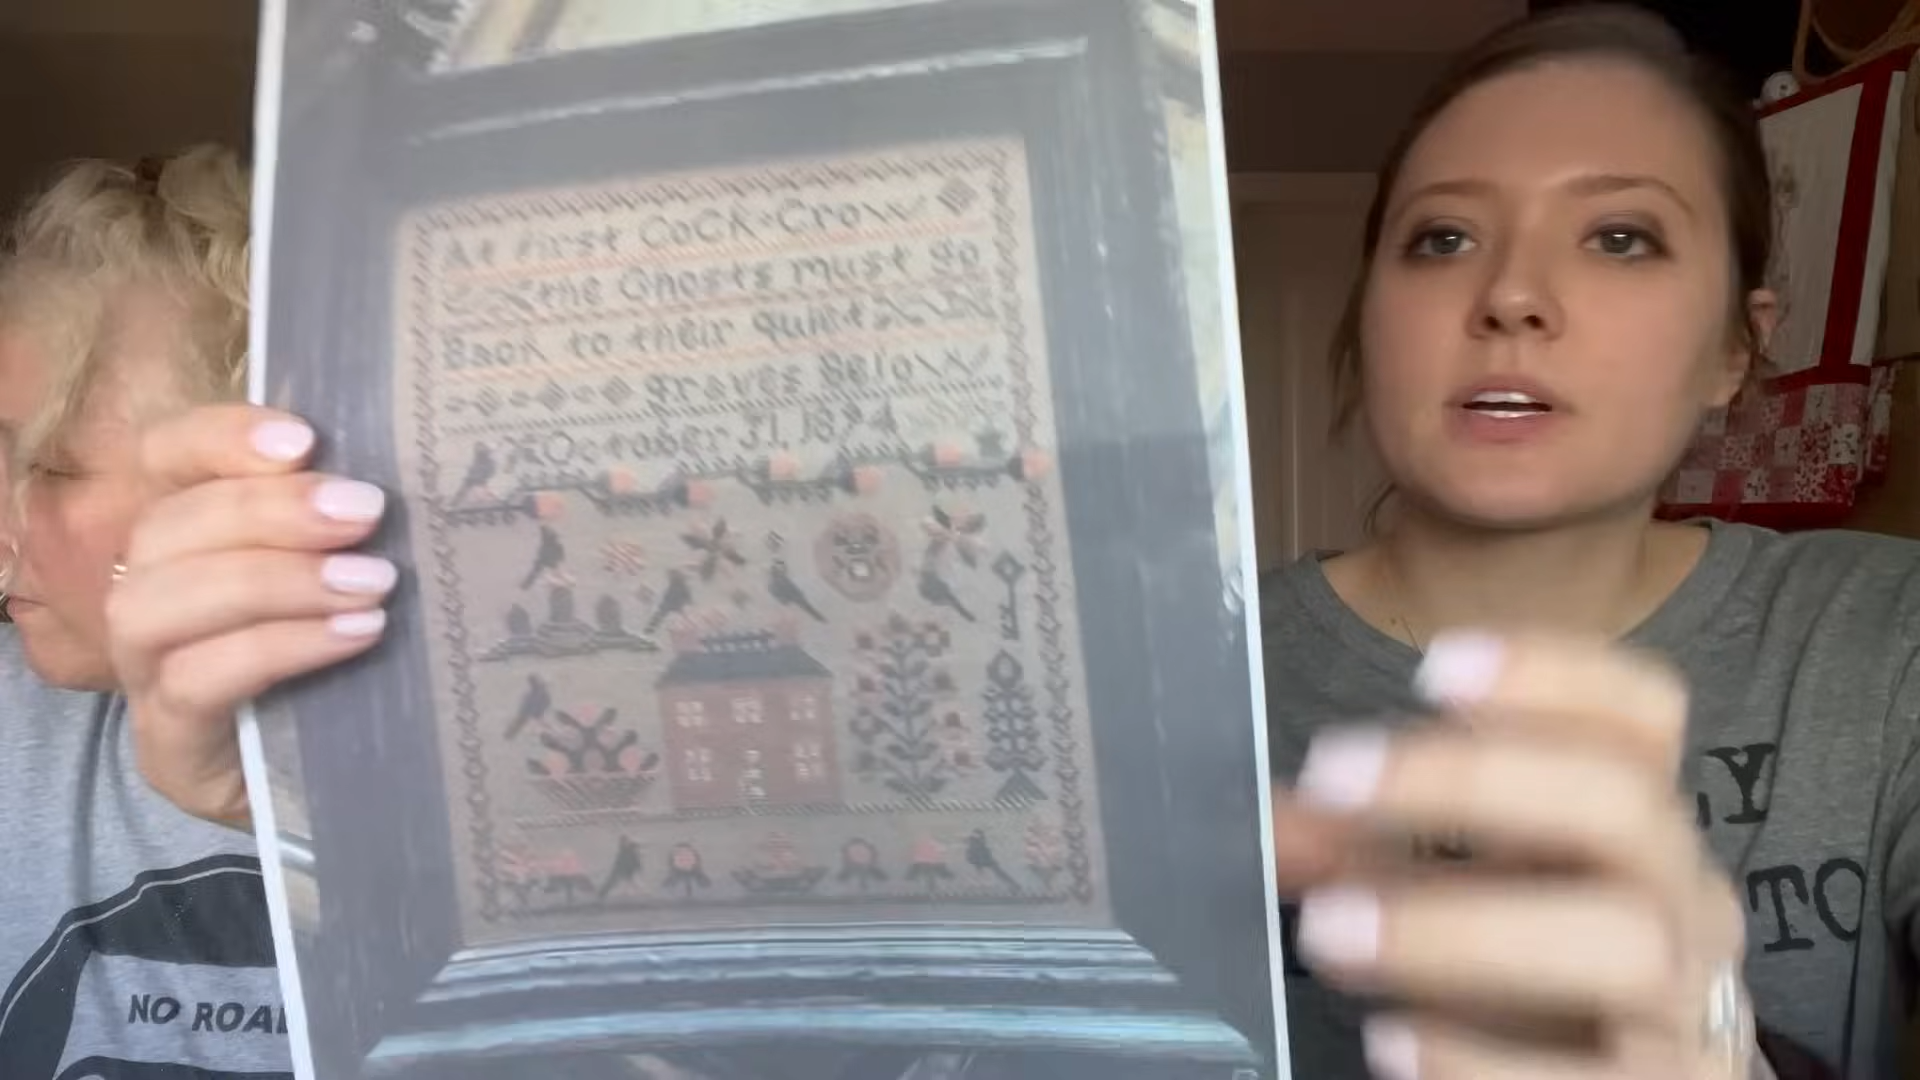 At First Cock-Crow
the Ghosts must go
Back to their quiet
graves Below
October 31, 1874
NO ROAD
Y
TO